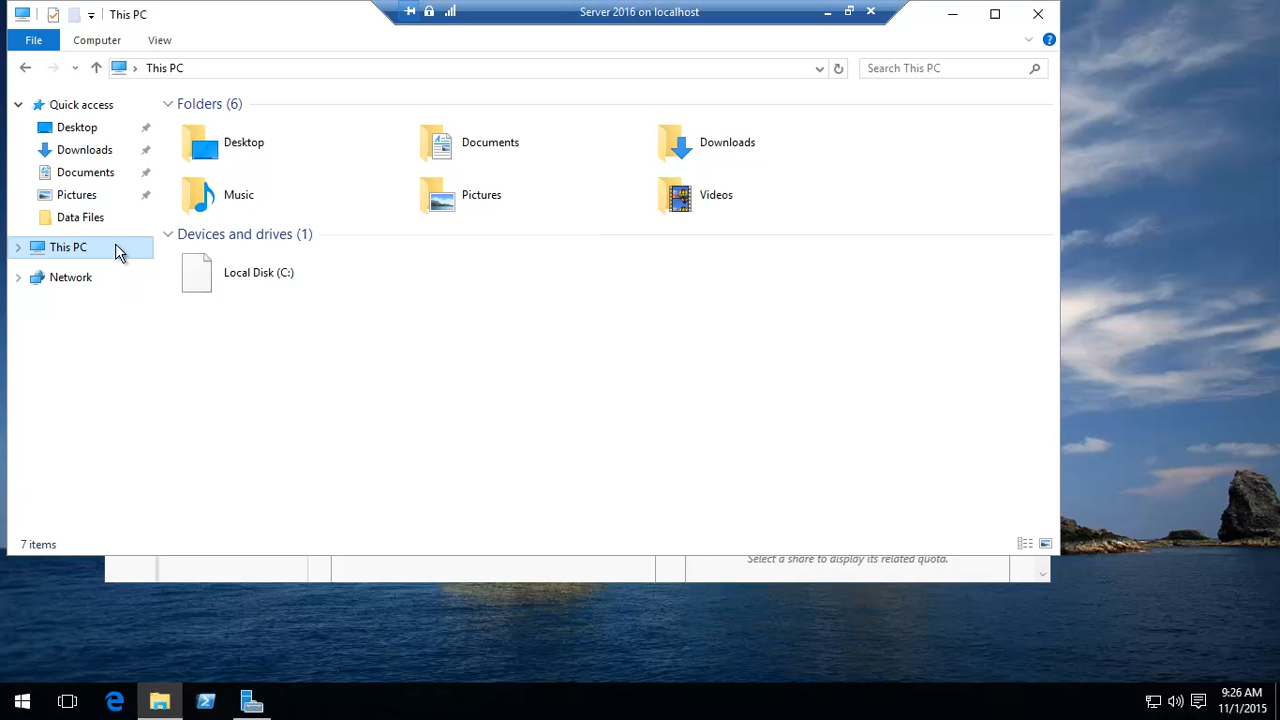 This PC
Server 2016 on localhost
File
Computer
View
This PC
Search This PC
Quick access
Desktop
Downloads
Documents
Pictures
Data Files
This PC
Network
Folders (6)
Desktop
Documents
Downloads
Music
Pictures
Videos
Devices and drives (1)
Local Disk (C:)
7 items
Select a share to display its related quota.
9:26 AM
11/1/2015